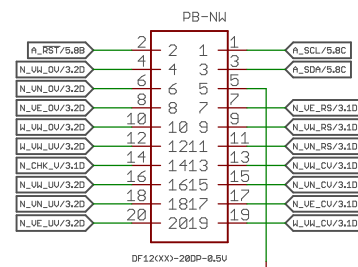 PB-NW
A_RST/5.8B 2 2 1 1 A_SCL/5.8C
N_VW_OV/3.2D 4 4 3 3 A_SDA/5.8C
N_VN_OV/3.2D 6 6 5 5
N_VE_OV/3.2D 8 8 7 7 N_VE_RS/3.1D
W_VW_OV/3.2D 10 10 9 9 N_VW_RS/3.1D
W_VW_UV/3.2D 12 12 11 11 N_VN_RS/3.1D
N_CHK_V/3.1D 14 14 13 13 N_VW_CV/3.1D
N_VW_UV/3.2D 16 16 15 15 N_VN_CV/3.1D
N_VN_UV/3.2D 18 18 17 17 N_VE_CV/3.1D
N_VE_UV/3.2D 20 20 19 19 W_VW_CV/3.1D
DF12(XX)-20DP-0.5V